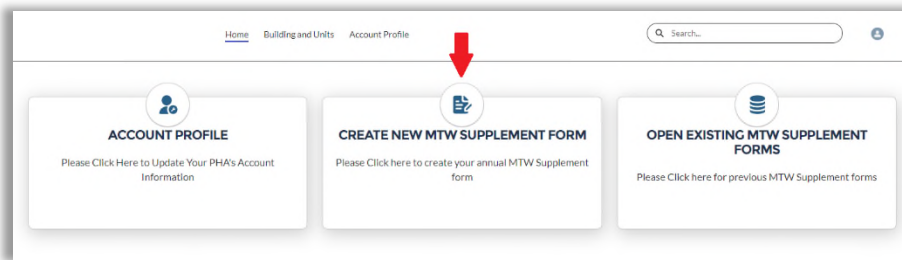 Home Building and Units Account Profile Search...
ACCOUNT PROFILE
Please Click Here to Update Your PHA's Account
Information
CREATE NEW MTW SUPPLEMENT FORM
Please Click here to create your annual MTW Supplement
form
OPEN EXISTING MTW SUPPLEMENT
FORMS
Please Click here for previous MTW Supplement forms